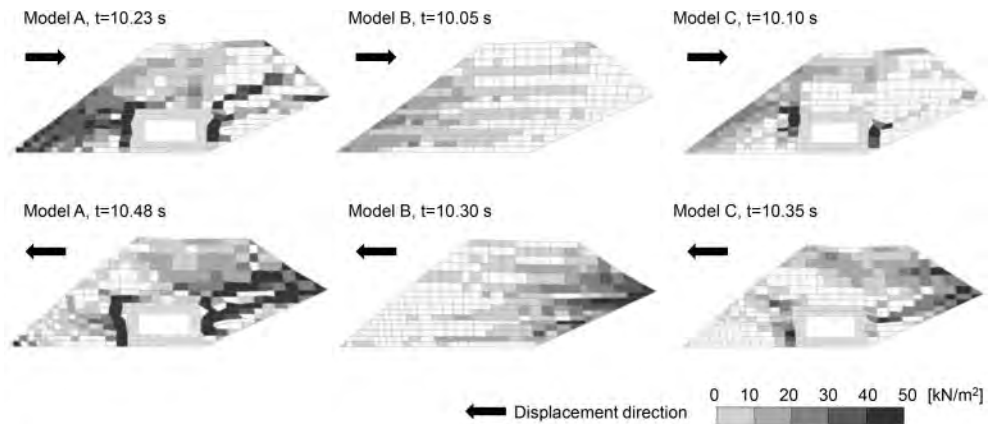 Model A, t=10.23 s
Model B, t=10.05 s
Model C, t=10.10 s
Model A, t=10.48 s
Model B, t=10.30 s
Model C, t=10.35 s
Displacement direction
0 10 20 30 40 50 [kN/m²]